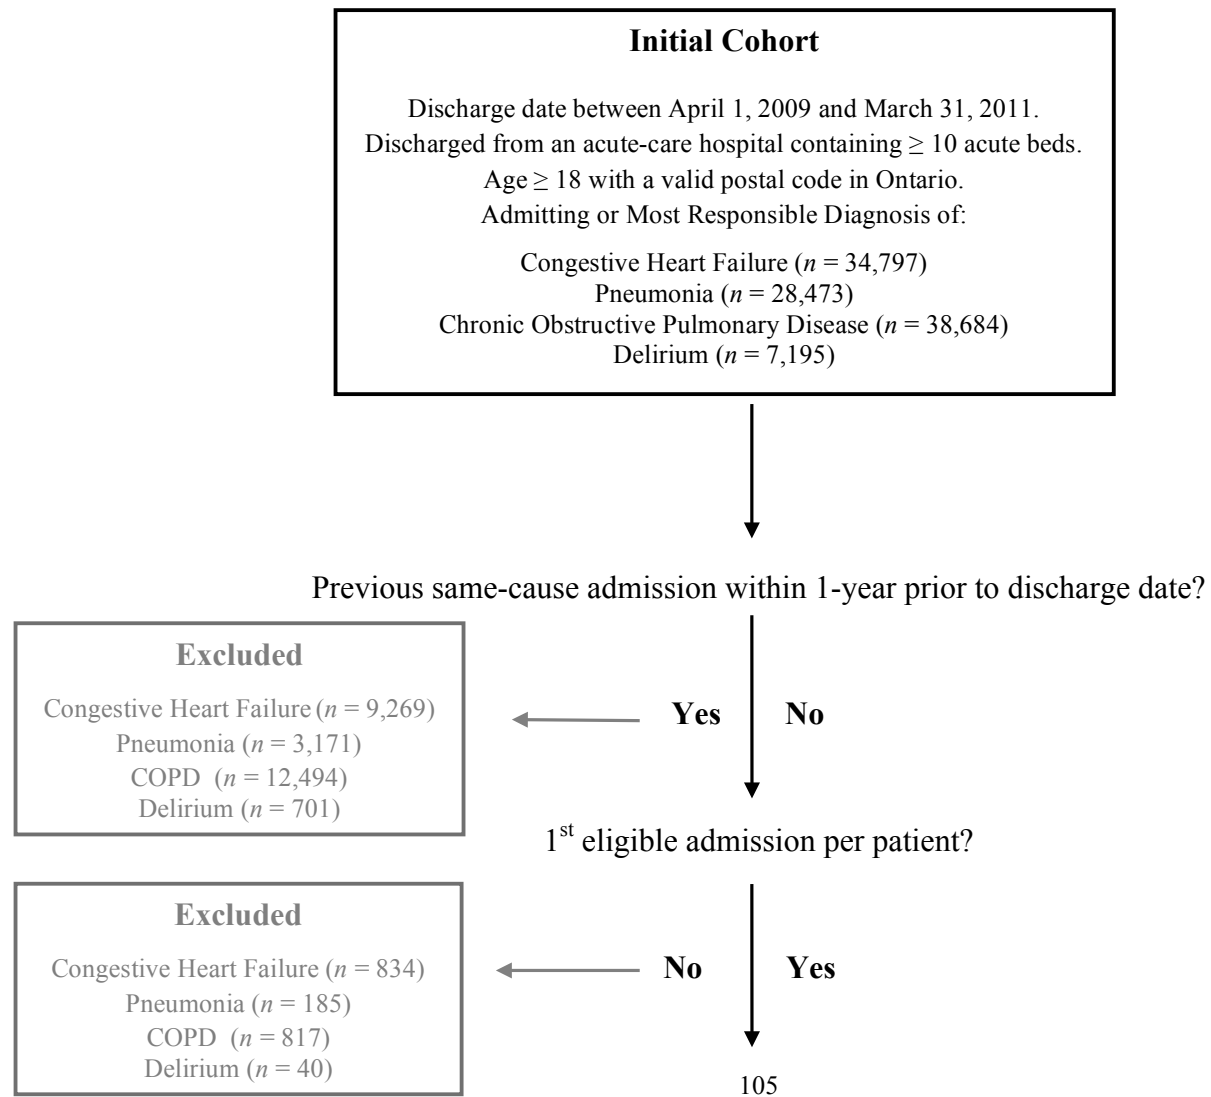 Initial Cohort
Discharge date between April 1, 2009 and March 31, 2011.
Discharged from an acute-care hospital containing ≥ 10 acute beds.
Age ≥ 18 with a valid postal code in Ontario.
Admitting or Most Responsible Diagnosis of:
Congestive Heart Failure (n = 34,797)
Pneumonia (n = 28,473)
Chronic Obstructive Pulmonary Disease (n = 38,684)
Delirium (n = 7,195)
Previous same-cause admission within 1-year prior to discharge date?
Excluded
Congestive Heart Failure (n = 9,269)
Pneumonia (n = 3,171)
COPD (n = 12,494)
Delirium (n = 701)
Yes
No
1st eligible admission per patient?
Excluded
Congestive Heart Failure (n = 834)
Pneumonia (n = 185)
COPD (n = 817)
Delirium (n = 40)
No
Yes
105